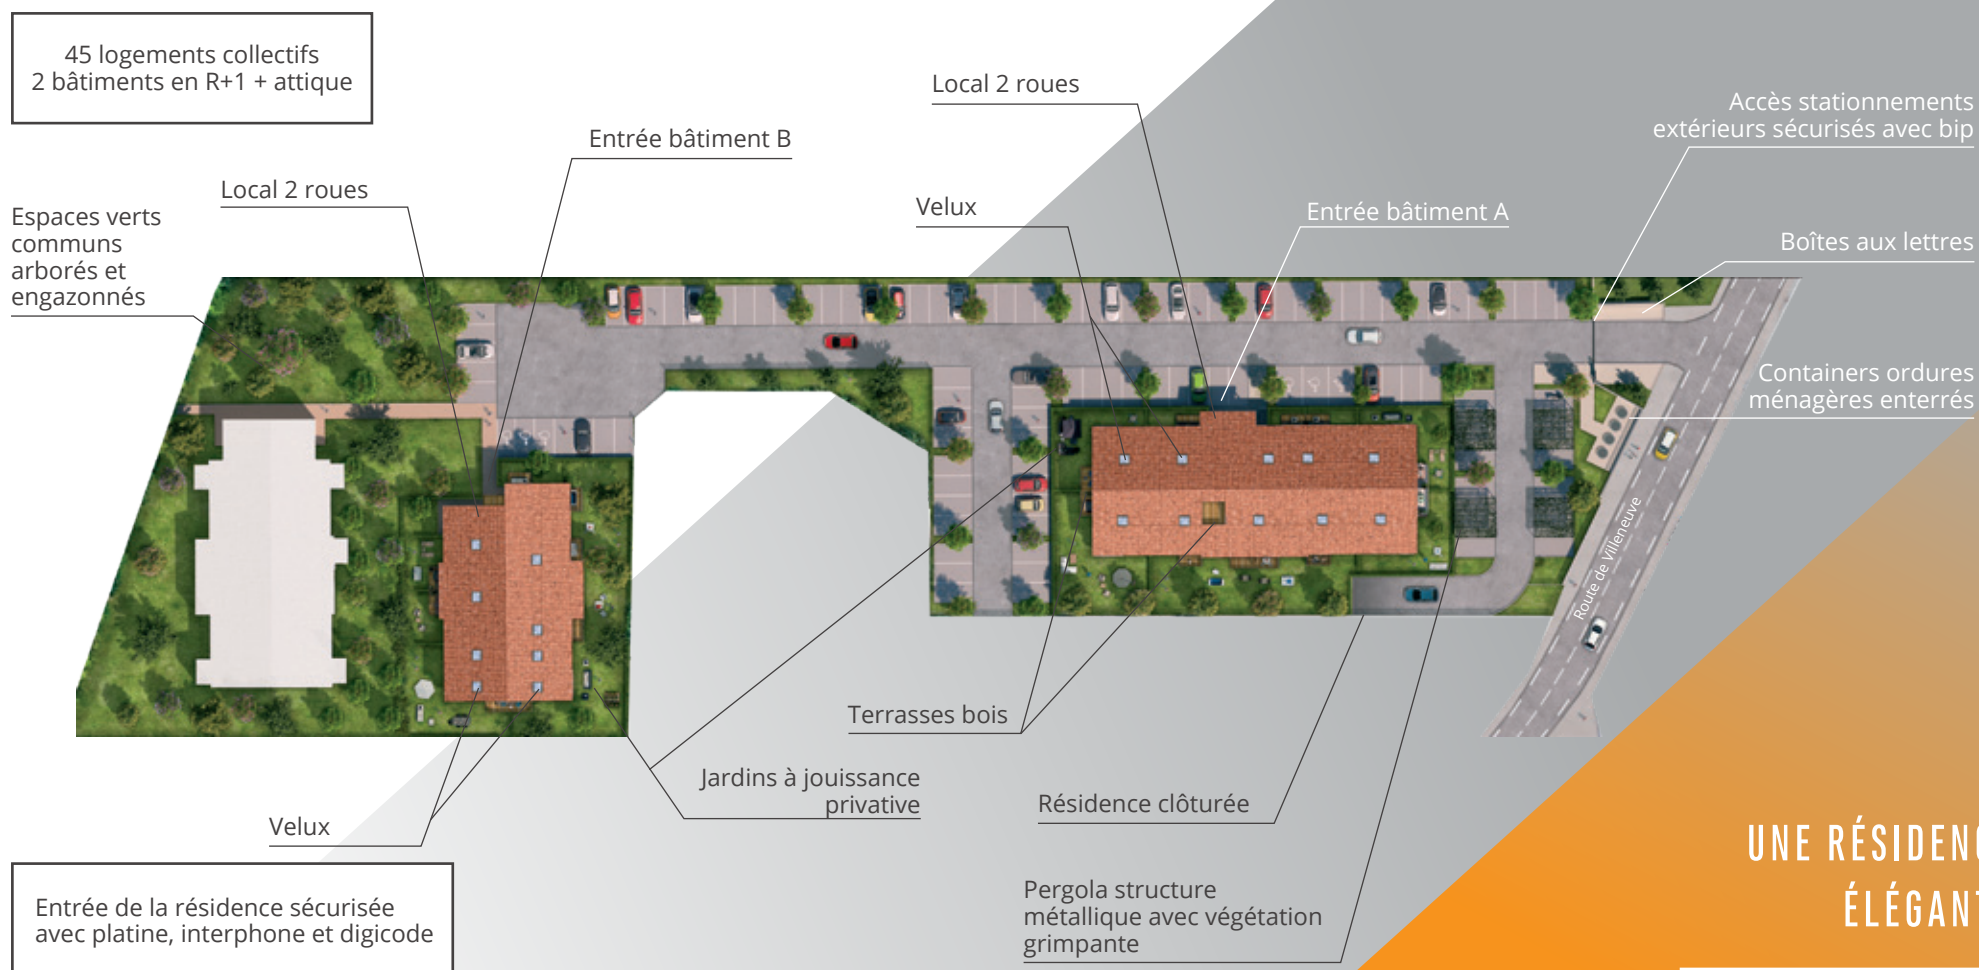 45 logements collectifs
2 bâtiments en R+1 + attique
Local 2 roues
Accès stationnements
extérieurs sécurisés avec bip
Entrée bâtiment B
Local 2 roues
Espaces verts
communs
arborés et
engazonnés
Velux
Entrée bâtiment A
Boîtes aux lettres
Containers ordures
ménagères enterrés
Route de Villeneuve
Terrasses bois
Jardins à jouissance
privative
Résidence clôturée
Velux
Pergola structure
métallique avec végétation
grimpante
Entrée de la résidence sécurisée
avec platine, interphone et digicode
UNE RÉSIDENC
ÉLÉGANT